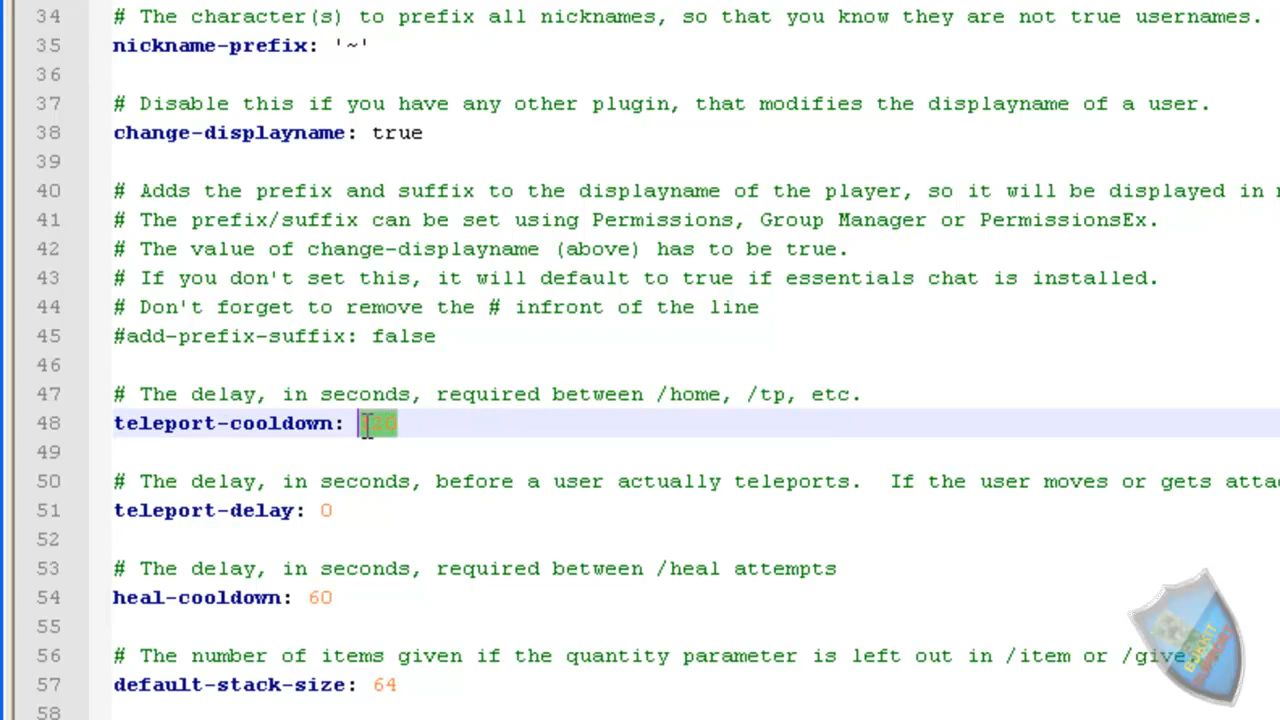 34 # The character(s) to prefix all nicknames, so that you know they are not true usernames.
35 nickname-prefix: '~'
36
37 # Disable this if you have any other plugin, that modifies the displayname of a user.
38 change-displayname: true
39
40 # Adds the prefix and suffix to the displayname of the player, so it will be displayed in
41 # The prefix/suffix can be set using Permissions, Group Manager or PermissionsEx.
42 # The value of change-displayname (above) has to be true.
43 # If you don't set this, it will default to true if essentials chat is installed.
44 # Don't forget to remove the # infront of the line
45 #add-prefix-suffix: false
46
47 # The delay, in seconds, required between /home, /tp, etc.
48 teleport-cooldown:
49
50 # The delay, in seconds, before a user actually teleports.  If the user moves or gets atta
51 teleport-delay: 0
52
53 # The delay, in seconds, required between /heal attempts
54 heal-cooldown: 60
55
56 # The number of items given if the quantity parameter is left out in /item or /give.
57 default-stack-size: 64
58
BUKKIT